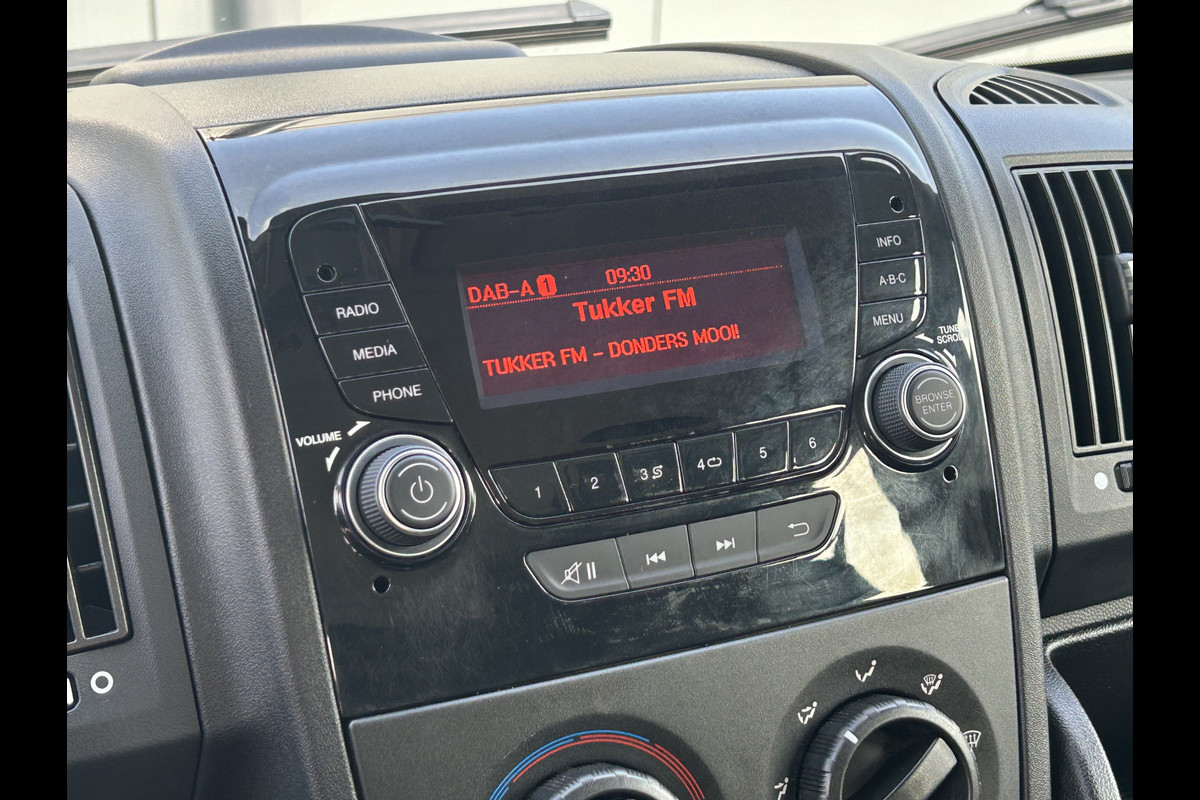 DAB-A 1 09:30
Tukker FM
TUKKER FM - DONDERS MOOI!
RADIO
MEDIA
PHONE
VOLUME
INFO
A·B·C
MENU
TUNE
SCROLL
BROWSE
ENTER
1 2 3 4 5 6